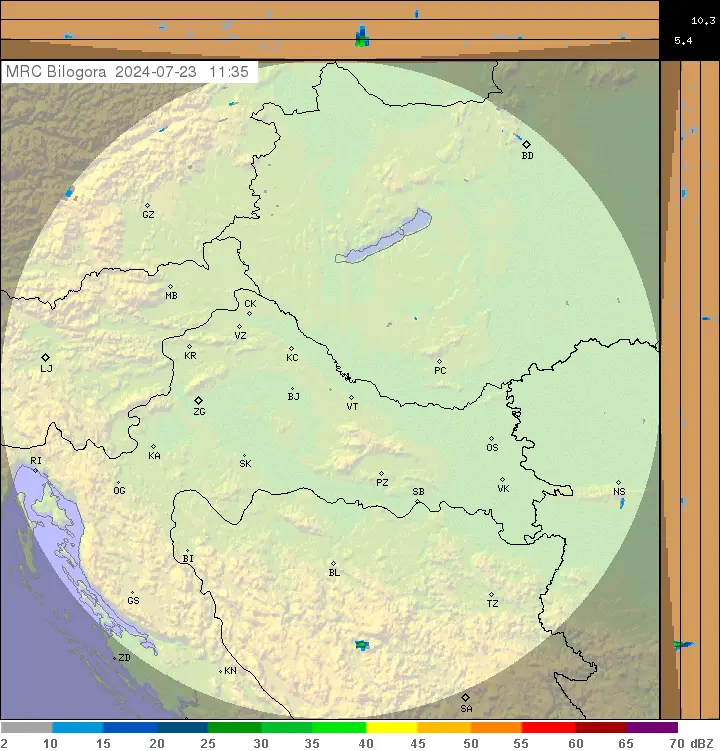 10.3
5.4
MRC Bilogora 2024-07-23 11:35
BD
GZ
MB
CK
VZ
KR
KC
LJ
PC
BJ
VT
ZG
OS
KA
RI
SK
PZ
OG
SB
VK
NS
BI
BL
GS
TZ
ZD
KN
SA
2 10 15 20 25 30 35 40 45 50 55 60 65 70 dBZ